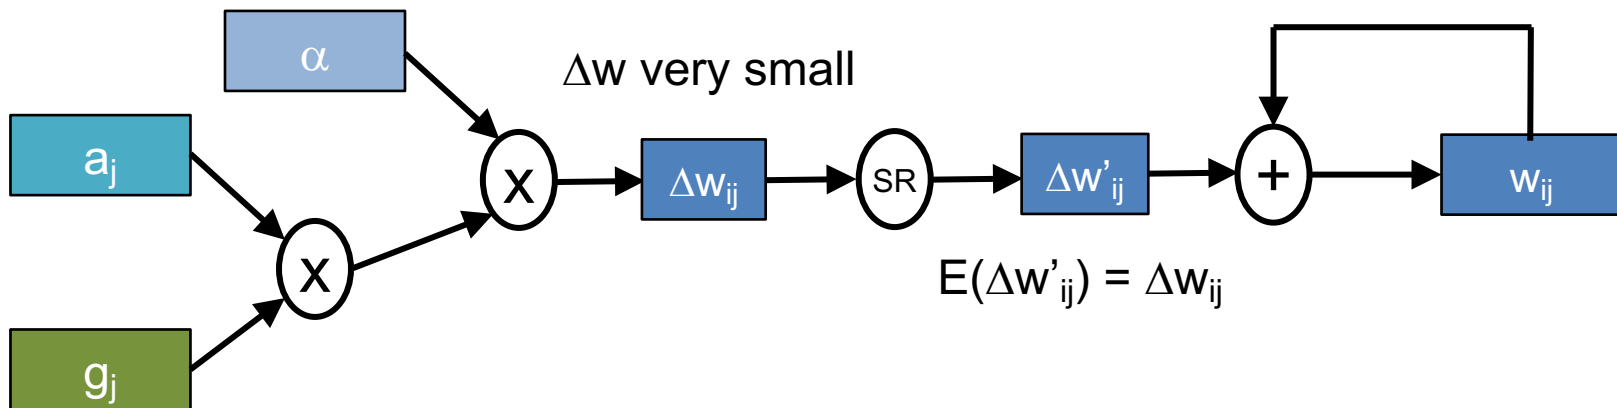 α
Δw very small
aⱼ
x
Δwᵢⱼ
SR
Δw’ᵢⱼ
+
wᵢⱼ
x
E(Δw’ᵢⱼ) = Δwᵢⱼ
gⱼ